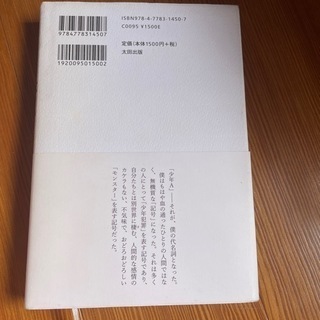 ISBN978-4-7783-1450-7
C0095 ¥1500E
定価(本体1500円+税)
太田出版
9784778314507
1920095015002
「少年A」——それが、僕の代名詞となった。
僕はもはや血の通ったひとりの人間ではな
く、無機質な「記号」になった。それは多く
の人にとって「少年犯罪」を表す記号であり、
自分たちとは別世界に棲む、人間的な感情の
カケラもない、不気味で、おどろおどろしい
「モンスター」を表す記号だった。